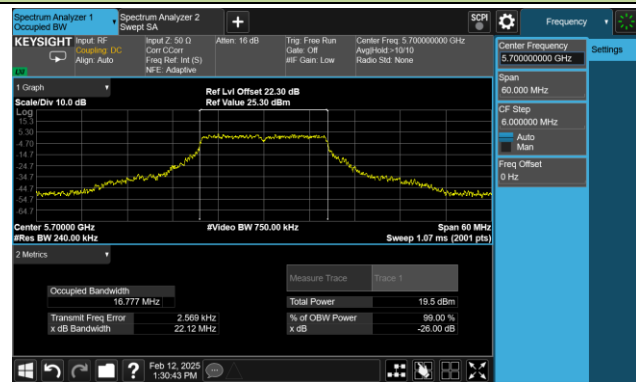 Spectrum Analyzer 1
Occupied BW
Spectrum Analyzer 2
Swept SA
SCPI
Frequency
KEYSIGHT
Input: RF
Coupling: DC
Align: Auto
Input Z: 50 Ω
Corr CCorr
Freq Ref: Int (S)
NFE: Adaptive
Atten: 16 dB
Trig: Free Run
Gate: Off
#IF Gain: Low
Center Freq: 5.700000000 GHz
Avg|Hold:>10/10
Radio Std: None
Center Frequency
5.700000000 GHz
Settings
Span
60.000 MHz
CF Step
6.000000 MHz
Auto
Man
Freq Offset
0 Hz
1 Graph
Ref Lvl Offset 22.30 dB
Scale/Div 10.0 dB
Ref Value 25.30 dBm
Log
15.3
5.30
-4.70
-14.7
-24.7
-34.7
-44.7
-54.7
-64.7
Center 5.70000 GHz
#Video BW 750.00 kHz
Span 60 MHz
#Res BW 240.00 kHz
Sweep 1.07 ms (2001 pts)
2 Metrics
Measure Trace
Trace 1
Occupied Bandwidth
16.777 MHz
Total Power
19.5 dBm
Transmit Freq Error
2.569 kHz
% of OBW Power
99.00 %
x dB Bandwidth
22.12 MHz
x dB
-26.00 dB
Feb 12, 2025
1:30:43 PM